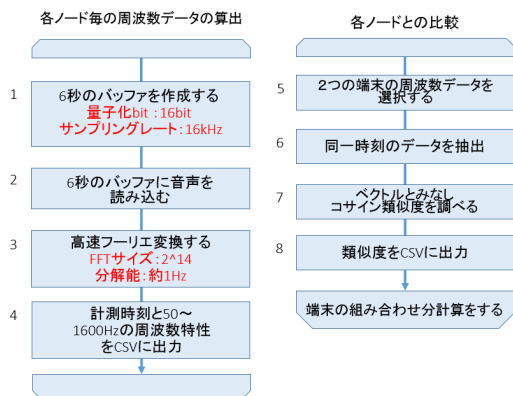 各ノード毎の周波数データの算出
1
6秒のバッファを作成する
量子化bit:16bit
サンプリングレート:16kHz
2
6秒のバッファに音声を
読み込む
3
高速フーリエ変換する
FFTサイズ:2^14
分解能:約1Hz
4
計測時刻と50～
1600Hzの周波数特性
をCSVに出力
各ノードとの比較
5
2つの端末の周波数データを
選択する
6
同一時刻のデータを抽出
7
ベクトルとみなし
コサイン類似度を調べる
8
類似度をCSVに出力
端末の組み合わせ分計算をする